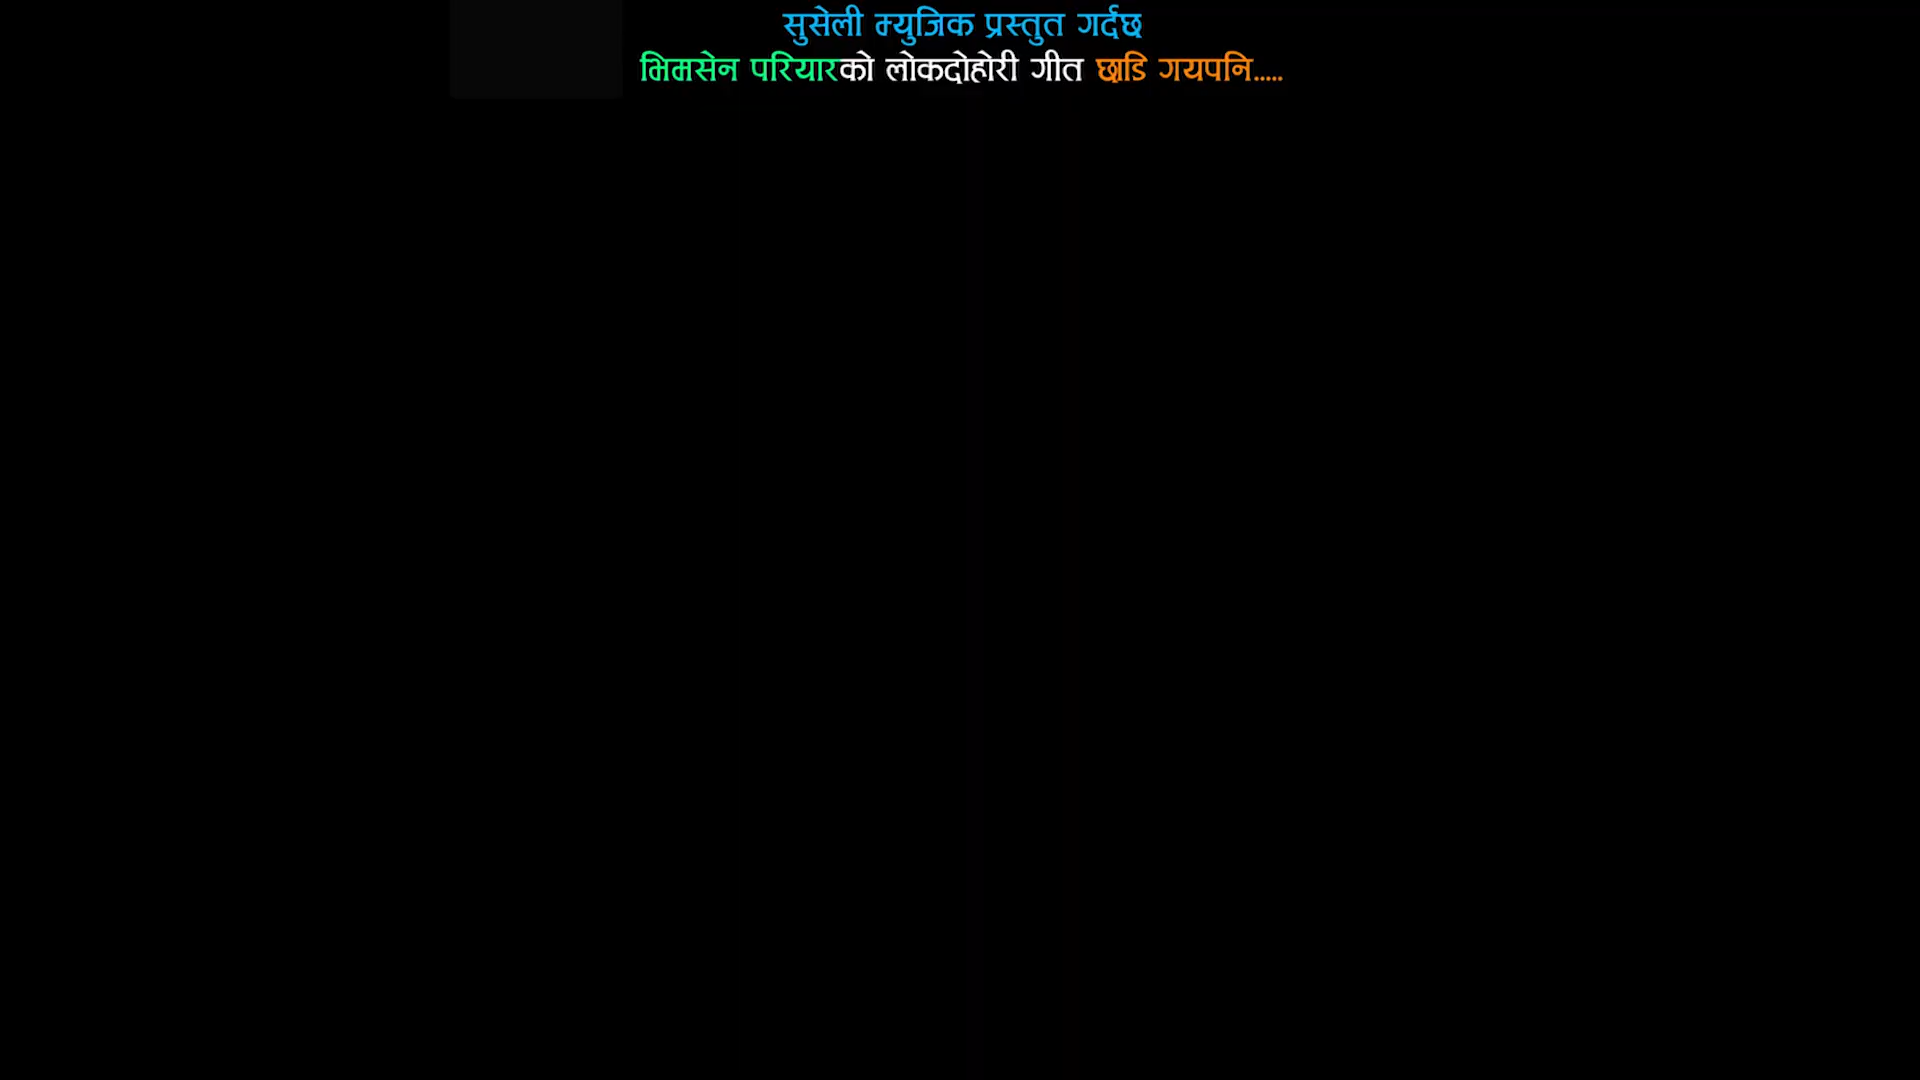 सुसेली म्युजिक प्रस्तुत गर्दछ
भिमसेन परियारको लोकदोहोरी गीत छाडि गयपनि.....